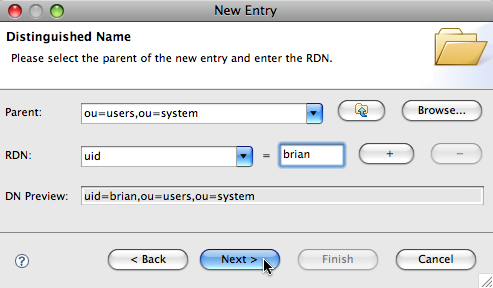 New Entry
Distinguished Name
Please select the parent of the new entry and enter the RDN.
Parent: ou=users,ou=system Browse...
RDN: uid = brian + −
DN Preview: uid=brian,ou=users,ou=system
? < Back Next > Finish Cancel